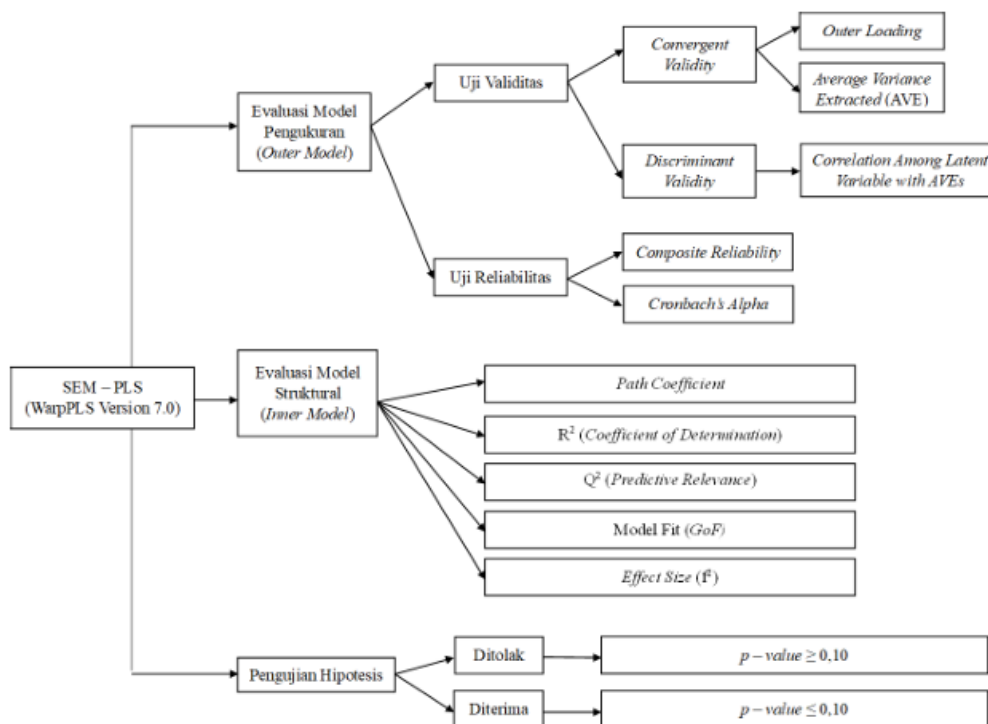 Outer Loading
Convergent
Validity
Average Variance
Extracted (AVE)
Uji Validitas
Evaluasi Model
Pengukuran
(Outer Model)
Discriminant
Validity
Correlation Among Latent
Variable with AVEs
Composite Reliability
Uji Reliabilitas
Cronbach's Alpha
SEM – PLS
(WarpPLS Version 7.0)
Evaluasi Model
Struktural
(Inner Model)
Path Coefficient
R² (Coefficient of Determination)
Q² (Predictive Relevance)
Model Fit (GoF)
Effect Size (f²)
Pengujian Hipotesis
Ditolak
p – value ≥ 0,10
Diterima
p – value ≤ 0,10